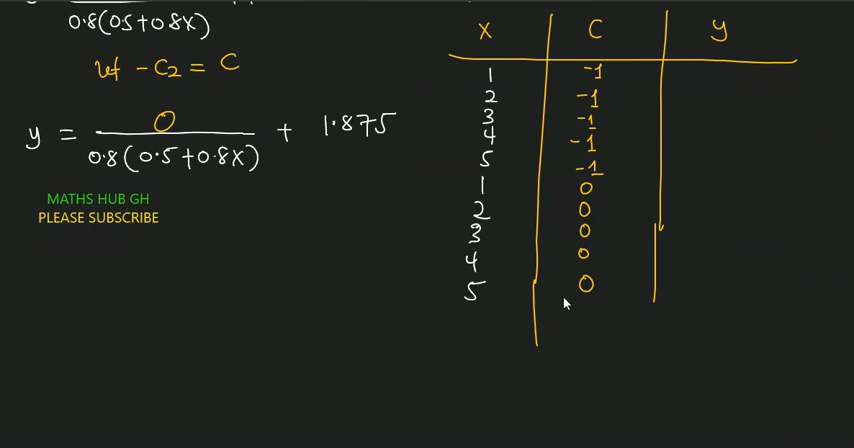 0.8(0.5+0.8x)
let -C2 = C
y = 0 / 0.8(0.5+0.8x) + 1.875
MATHS HUB GH
PLEASE SUBSCRIBE
x C y
1 -1
2 -1
3 -1
4 -1
5 -1
1 0
2 0
3 0
4 0
5 0